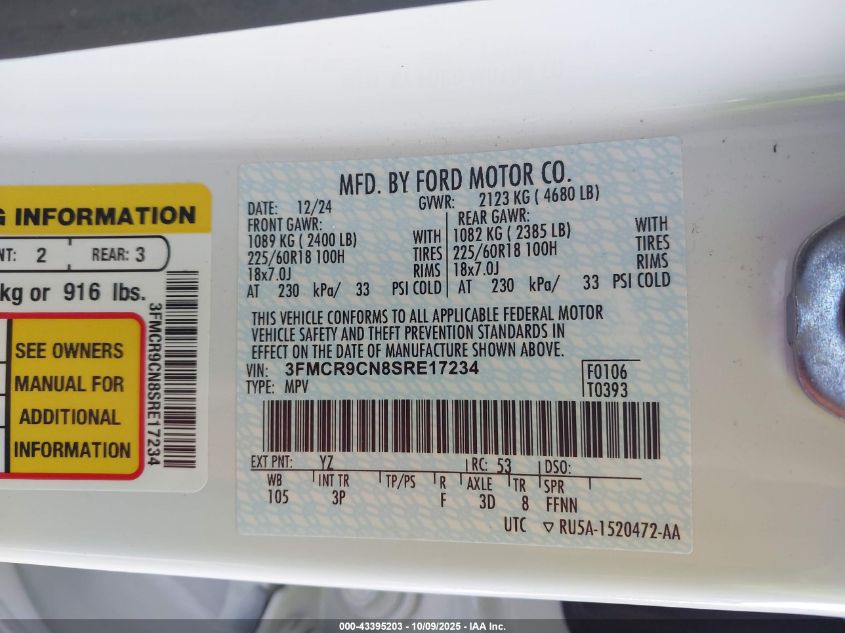 G INFORMATION
NT: 2 REAR: 3
kg or 916 lbs.
SEE OWNERS
MANUAL FOR
ADDITIONAL
INFORMATION
3FMCR9CN8SRE17234
MFD. BY FORD MOTOR CO.
DATE: 12/24 GVWR: 2123 KG ( 4680 LB)
FRONT GAWR: REAR GAWR:
1089 KG (2400 LB) WITH 1082 KG ( 2385 LB) WITH
225/60R18 100H TIRES 225/60R18 100H TIRES
18x7.0J RIMS 18x7.0J RIMS
AT 230 kPa/ 33 PSI COLD AT 230 kPa/ 33 PSI COLD
THIS VEHICLE CONFORMS TO ALL APPLICABLE FEDERAL MOTOR
VEHICLE SAFETY AND THEFT PREVENTION STANDARDS IN
EFFECT ON THE DATE OF MANUFACTURE SHOWN ABOVE.
VIN: 3FMCR9CN8SRE17234 F0106
TYPE: MPV T0393
EXT PNT: YZ RC: 53 DSO:
WB INT TR TP/PS R AXLE TR SPR
105 3P F 3D 8 FFNN
UTC ▽ RU5A-1520472-AA
000-43395203 - 10/09/2025 - IAA Inc.